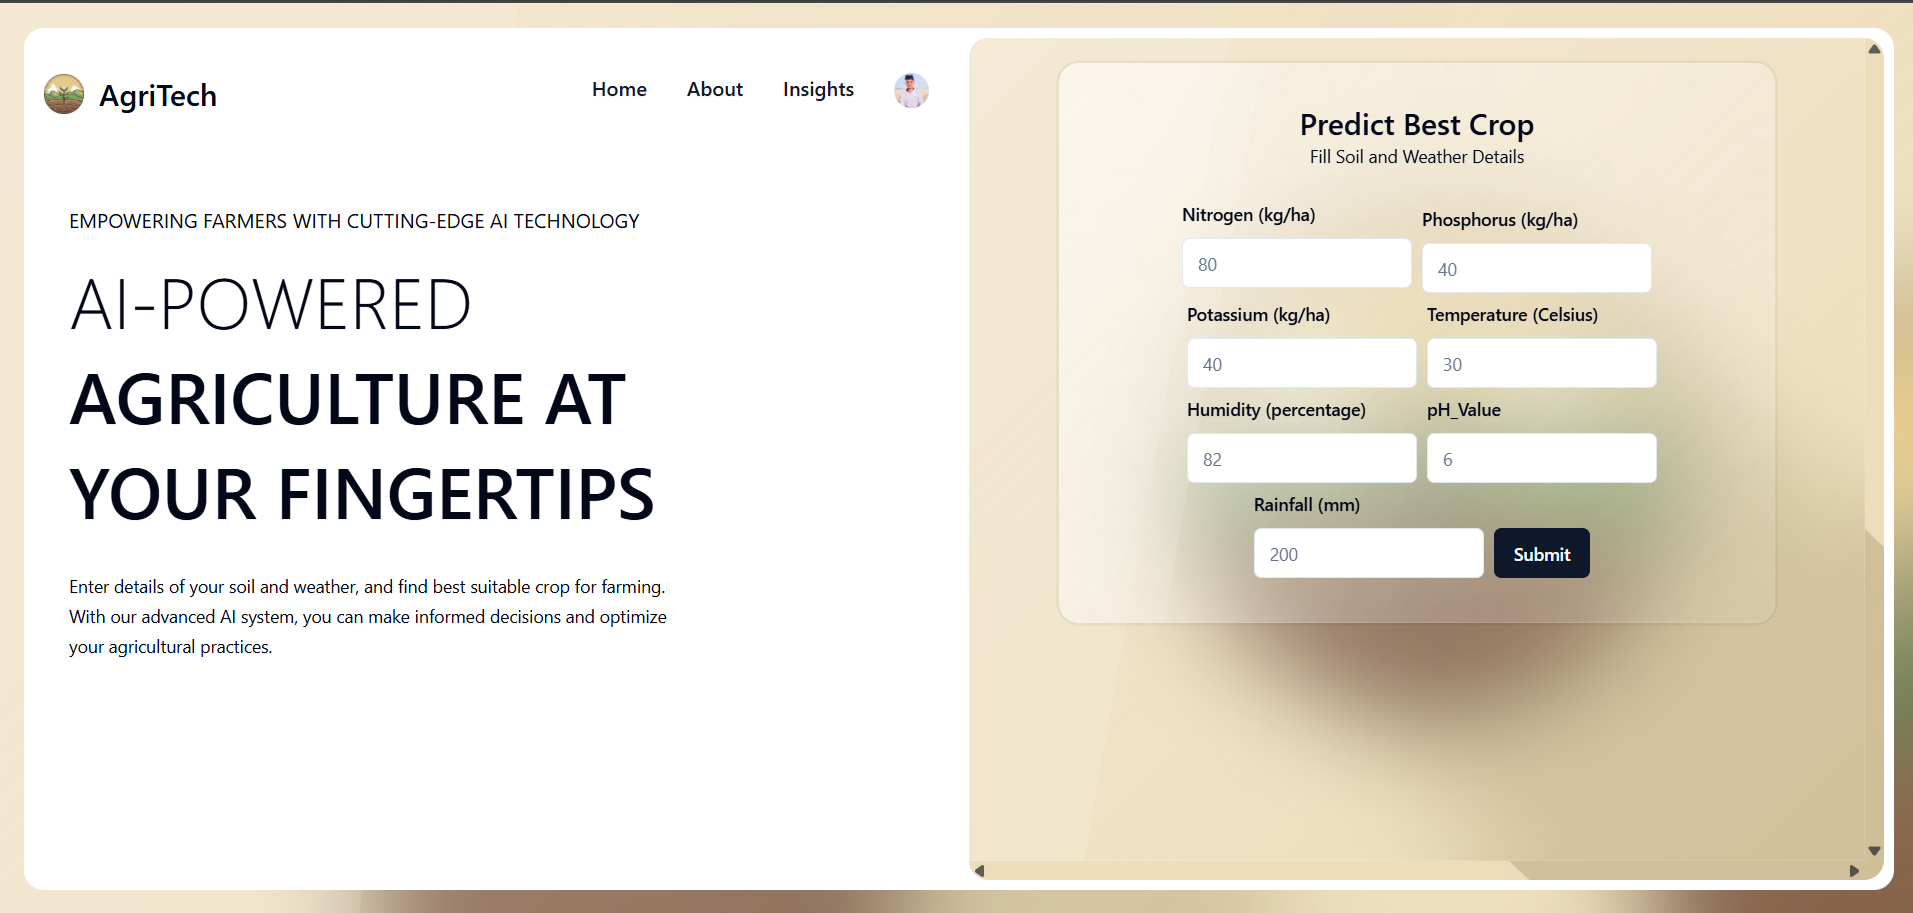 AgriTech
Home
About
Insights
EMPOWERING FARMERS WITH CUTTING-EDGE AI TECHNOLOGY
AI-POWERED
AGRICULTURE AT
YOUR FINGERTIPS
Enter details of your soil and weather, and find best suitable crop for farming.
With our advanced AI system, you can make informed decisions and optimize
your agricultural practices.
Predict Best Crop
Fill Soil and Weather Details
Nitrogen (kg/ha)
80
Phosphorus (kg/ha)
40
Potassium (kg/ha)
40
Temperature (Celsius)
30
Humidity (percentage)
82
pH_Value
6
Rainfall (mm)
200
Submit